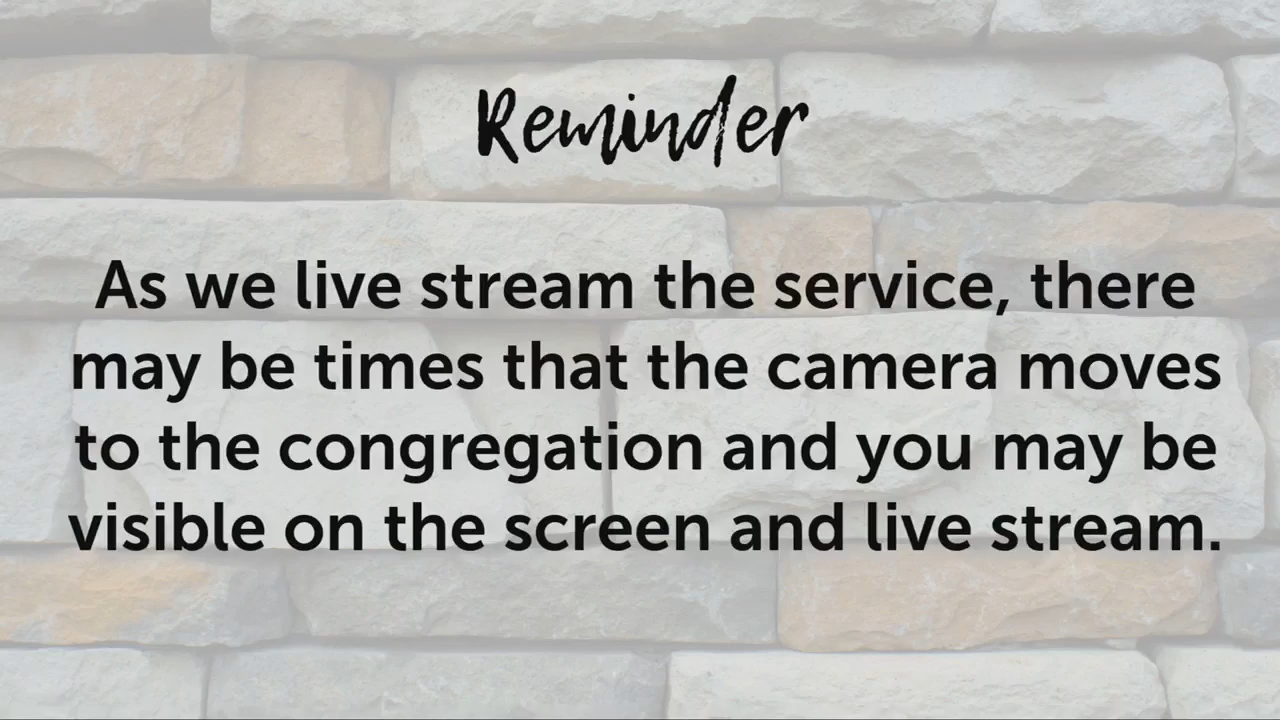 Reminder
As we live stream the service, there
may be times that the camera moves
to the congregation and you may be
visible on the screen and live stream.